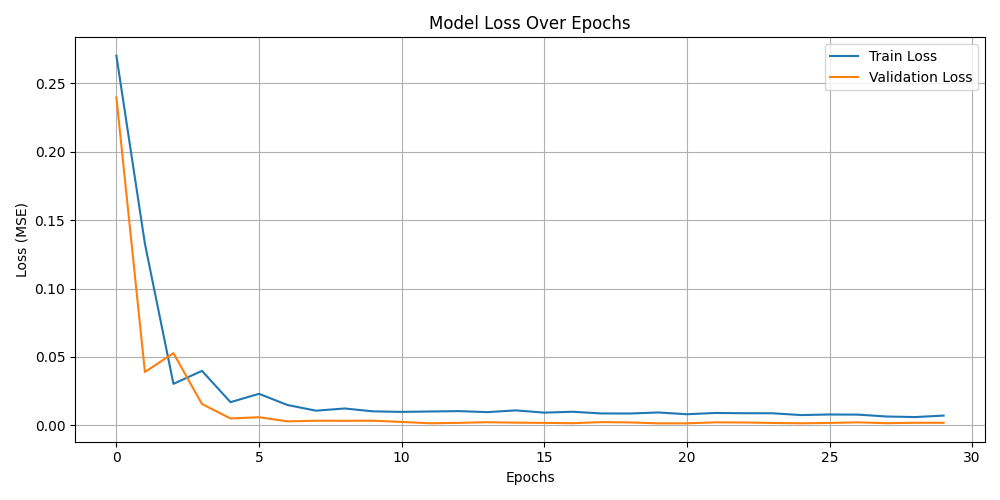 Model Loss Over Epochs
Train Loss
Validation Loss
Loss (MSE)
0.25
0.20
0.15
0.10
0.05
0.00
0 5 10 15 20 25 30
Epochs